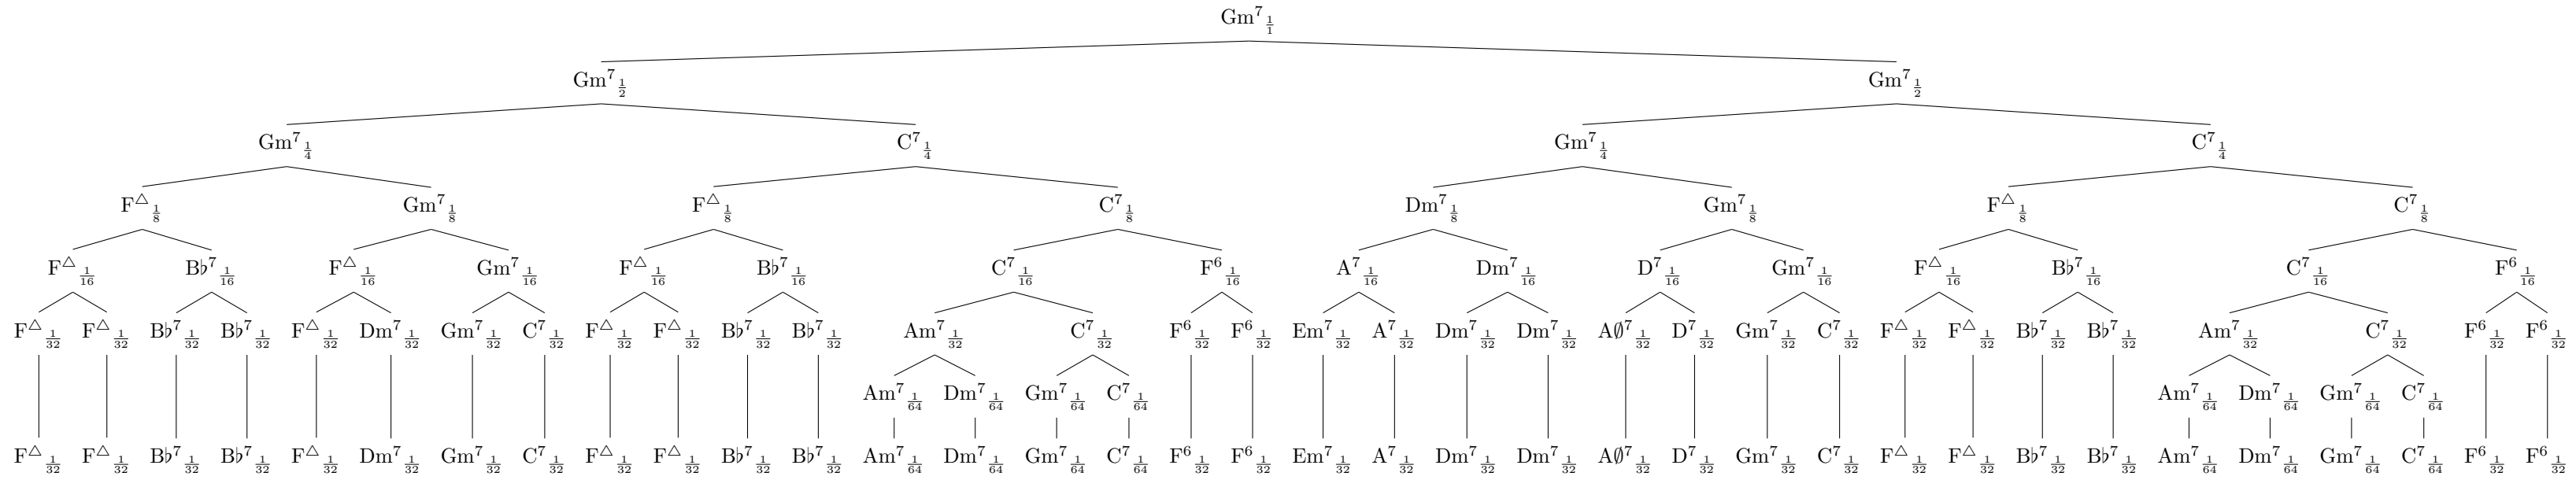 Gm⁷ 1/1
Gm⁷ 1/2 Gm⁷ 1/2
Gm⁷ 1/4 C⁷ 1/4 Gm⁷ 1/4 C⁷ 1/4
F△ 1/8 Gm⁷ 1/8 F△ 1/8 C⁷ 1/8 Dm⁷ 1/8 Gm⁷ 1/8 F△ 1/8 C⁷ 1/8
F△ 1/16 B♭⁷ 1/16 F△ 1/16 Gm⁷ 1/16 F△ 1/16 B♭⁷ 1/16 C⁷ 1/16 F⁶ 1/16 A⁷ 1/16 Dm⁷ 1/16 D⁷ 1/16 Gm⁷ 1/16 F△ 1/16 B♭⁷ 1/16 C⁷ 1/16 F⁶ 1/16
F△ 1/32 F△ 1/32 B♭⁷ 1/32 B♭⁷ 1/32 F△ 1/32 Dm⁷ 1/32 Gm⁷ 1/32 C⁷ 1/32 F△ 1/32 F△ 1/32 B♭⁷ 1/32 B♭⁷ 1/32 Am⁷ 1/32 C⁷ 1/32 F⁶ 1/32 F⁶ 1/32 Em⁷ 1/32 A⁷ 1/32 Dm⁷ 1/32 Dm⁷ 1/32 A∅⁷ 1/32 D⁷ 1/32 Gm⁷ 1/32 C⁷ 1/32 F△ 1/32 F△ 1/32 B♭⁷ 1/32 B♭⁷ 1/32 Am⁷ 1/32 C⁷ 1/32 F⁶ 1/32 F⁶ 1/32
Am⁷ 1/64 Dm⁷ 1/64 Gm⁷ 1/64 C⁷ 1/64 Am⁷ 1/64 Dm⁷ 1/64 Gm⁷ 1/64 C⁷ 1/64
F△ 1/32 F△ 1/32 B♭⁷ 1/32 B♭⁷ 1/32 F△ 1/32 Dm⁷ 1/32 Gm⁷ 1/32 C⁷ 1/32 F△ 1/32 F△ 1/32 B♭⁷ 1/32 B♭⁷ 1/32 Am⁷ 1/64 Dm⁷ 1/64 Gm⁷ 1/64 C⁷ 1/64 F⁶ 1/32 F⁶ 1/32 Em⁷ 1/32 A⁷ 1/32 Dm⁷ 1/32 Dm⁷ 1/32 A∅⁷ 1/32 D⁷ 1/32 Gm⁷ 1/32 C⁷ 1/32 F△ 1/32 F△ 1/32 B♭⁷ 1/32 B♭⁷ 1/32 Am⁷ 1/64 Dm⁷ 1/64 Gm⁷ 1/64 C⁷ 1/64 F⁶ 1/32 F⁶ 1/32